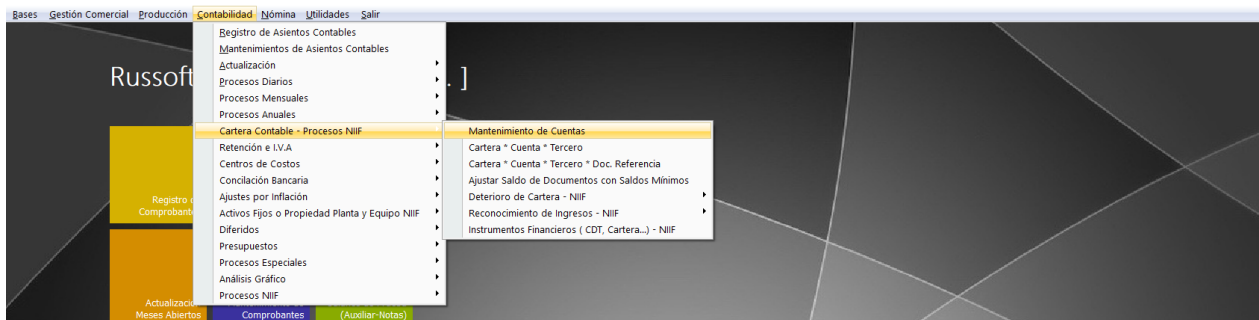 Bases Gestión Comercial Producción Contabilidad Nómina Utilidades Salir
Registro de Asientos Contables
Mantenimientos de Asientos Contables
Actualización
Procesos Diarios
Procesos Mensuales
Procesos Anuales
Cartera Contable - Procesos NIIF
Retención e I.V.A
Centros de Costos
Concilación Bancaria
Ajustes por Inflación
Activos Fijos o Propiedad Planta y Equipo NIIF
Diferidos
Presupuestos
Procesos Especiales
Análisis Gráfico
Procesos NIIF
Mantenimiento de Cuentas
Cartera * Cuenta * Tercero
Cartera * Cuenta * Tercero * Doc. Referencia
Ajustar Saldo de Documentos con Saldos Mínimos
Deterioro de Cartera - NIIF
Reconocimiento de Ingresos - NIIF
Instrumentos Financieros ( CDT, Cartera...) - NIIF
Russoft . ]
Registro
Comprobant
Actualizació
Meses Abiertos
Comprobantes
(Auxiliar-Notas)